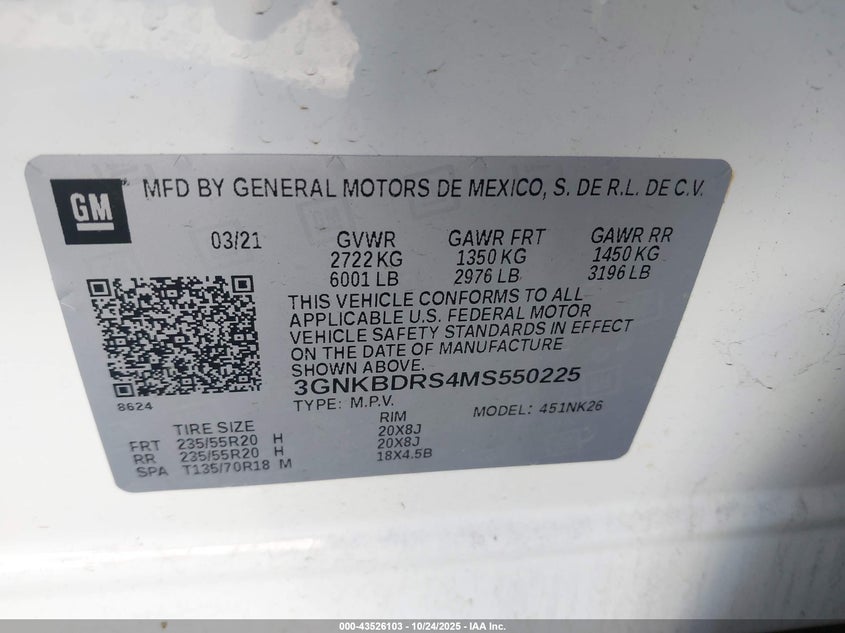 GM
MFD BY GENERAL MOTORS DE MEXICO, S. DE R.L. DE C.V.
03/21 GVWR GAWR FRT GAWR RR
2722 KG 1350 KG 1450 KG
6001 LB 2976 LB 3196 LB
THIS VEHICLE CONFORMS TO ALL
APPLICABLE U.S. FEDERAL MOTOR
VEHICLE SAFETY STANDARDS IN EFFECT
ON THE DATE OF MANUFACTURE
SHOWN ABOVE.
3GNKBDRS4MS550225
8624
TYPE: M.P.V. MODEL: 451NK26
TIRE SIZE RIM
FRT 235/55R20 H 20X8J
RR 235/55R20 H 20X8J
SPA T135/70R18 M 18X4.5B
000-43526103 - 10/24/2025 - IAA Inc.